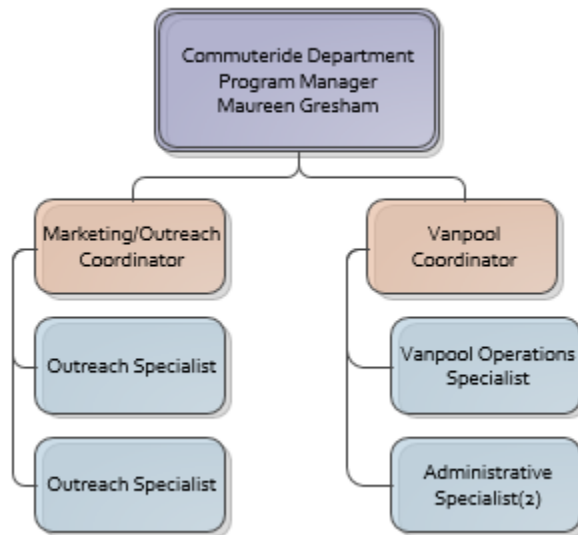 Commuteride Department
Program Manager
Maureen Gresham
Marketing/Outreach
Coordinator
Vanpool
Coordinator
Outreach Specialist
Vanpool Operations
Specialist
Outreach Specialist
Administrative
Specialist(2)